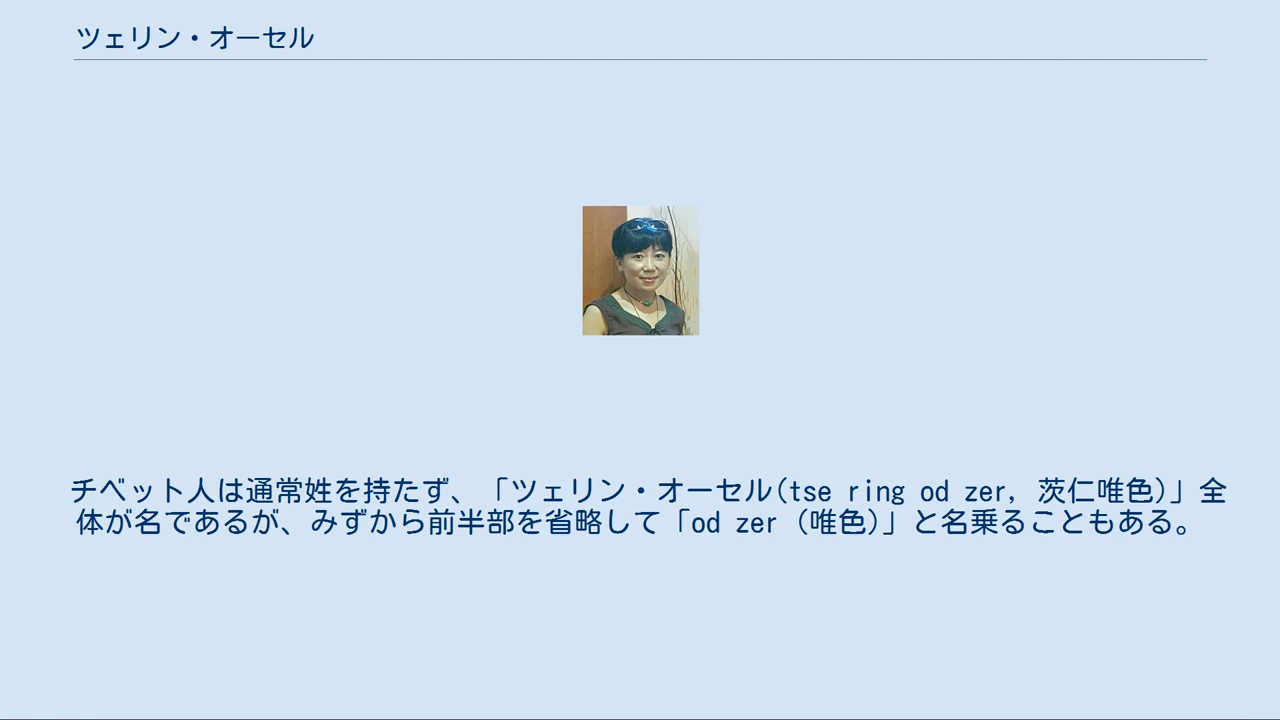 ツェリン・オーセル
チベット人は通常姓を持たず、「ツェリン・オーセル(tse ring od zer, 茨仁唯色)」全
体が名であるが、みずから前半部を省略して「od zer (唯色)」と名乗ることもある。